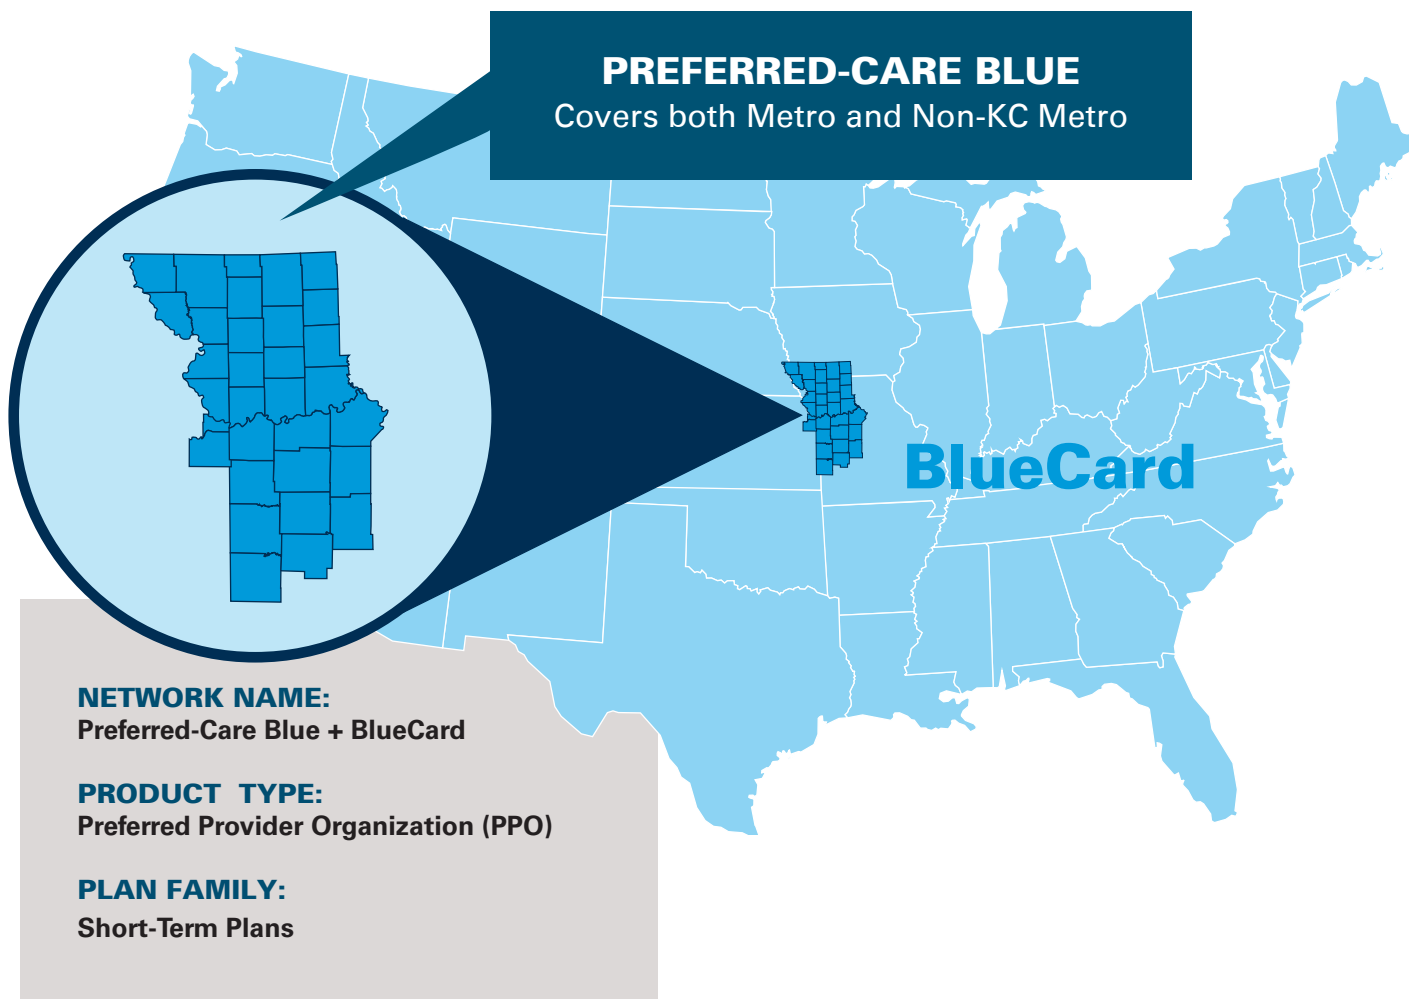 PREFERRED-CARE BLUE
Covers both Metro and Non-KC Metro
BlueCard
NETWORK NAME:
Preferred-Care Blue + BlueCard
PRODUCT TYPE:
Preferred Provider Organization (PPO)
PLAN FAMILY:
Short-Term Plans